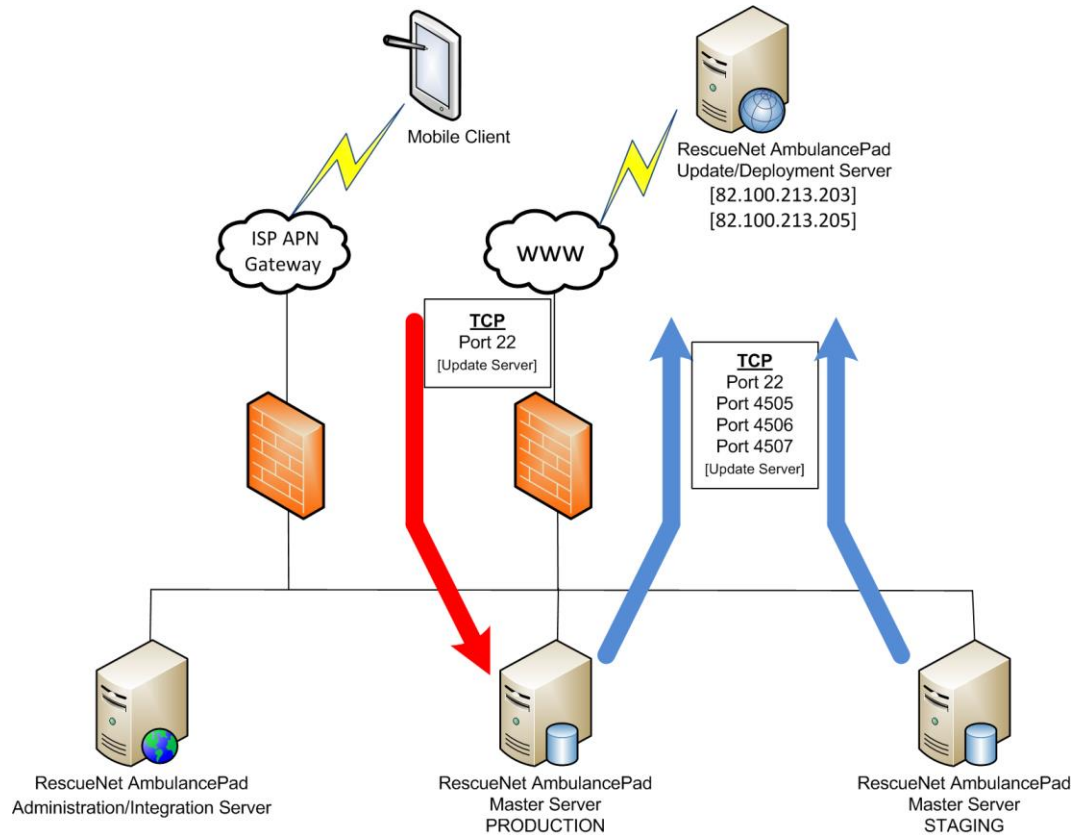 Mobile Client
RescueNet AmbulancePad
Update/Deployment Server
[82.100.213.203]
[82.100.213.205]
ISP APN
Gateway
WWW
TCP
Port 22
[Update Server]
TCP
Port 22
Port 4505
Port 4506
Port 4507
[Update Server]
RescueNet AmbulancePad
Administration/Integration Server
RescueNet AmbulancePad
Master Server
PRODUCTION
RescueNet AmbulancePad
Master Server
STAGING